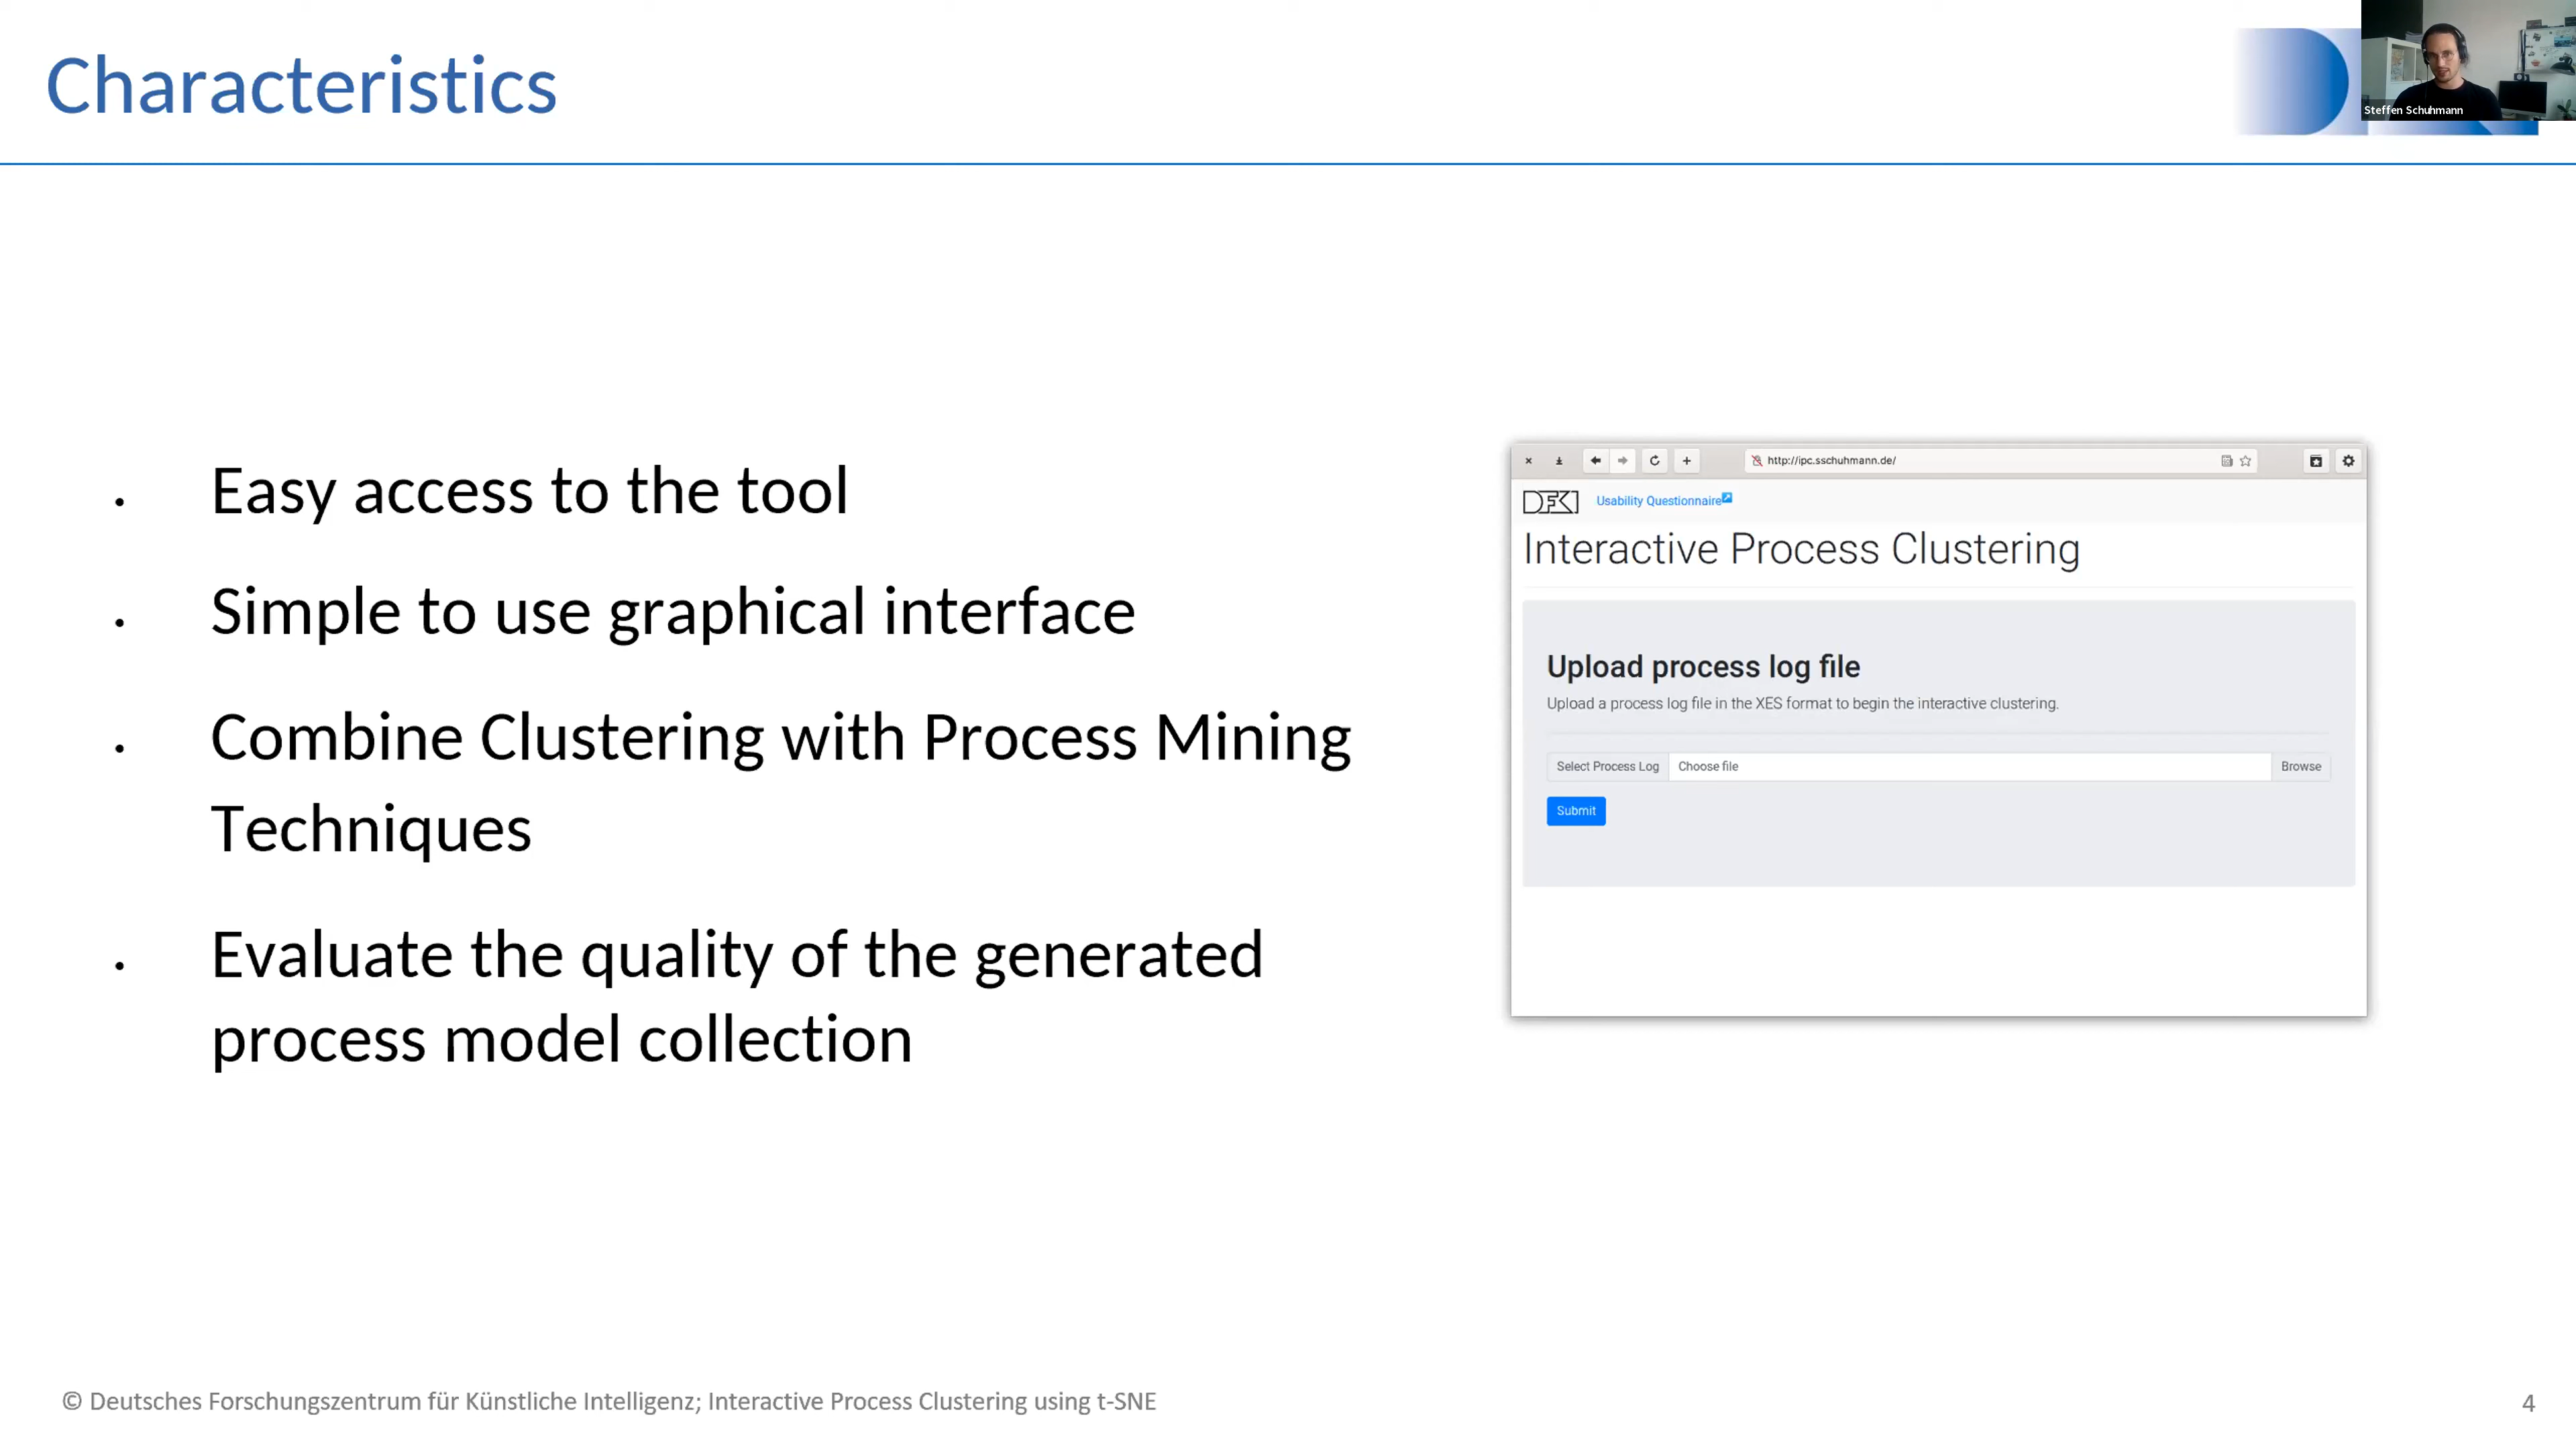 Characteristics
Steffen Schuhmann
• Easy access to the tool
• Simple to use graphical interface
• Combine Clustering with Process Mining
Techniques
• Evaluate the quality of the generated
process model collection
http://ipc.sschuhmann.de/
DFKI
Usability Questionnaire
Interactive Process Clustering
Upload process log file
Upload a process log file in the XES format to begin the interactive clustering.
Select Process Log Choose file Browse
Submit
© Deutsches Forschungszentrum für Künstliche Intelligenz; Interactive Process Clustering using t-SNE
4